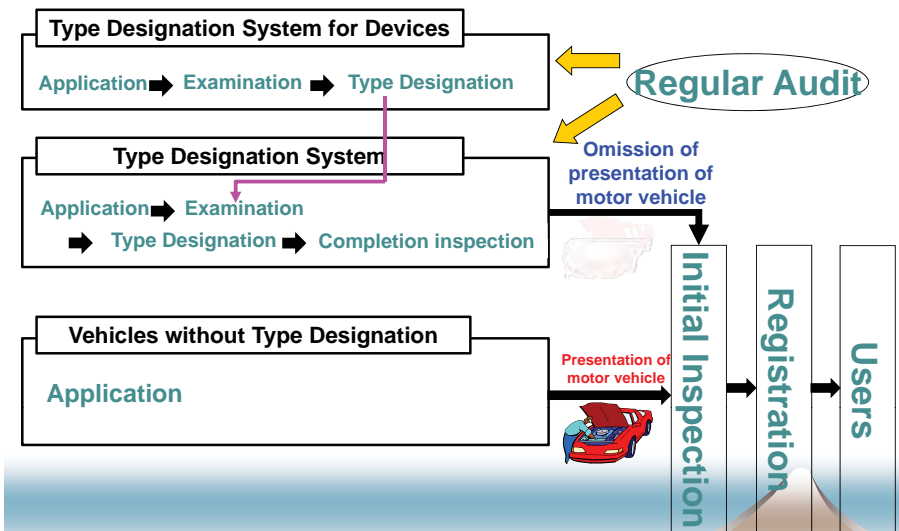 Type Designation System for Devices
Application
Examination
Type Designation
Regular Audit
Type Designation System
Application
Examination
Type Designation
Completion inspection
Omission of
presentation of
motor vehicle
Vehicles without Type Designation
Application
Presentation of
motor vehicle
Initial Inspection
Registration
Users